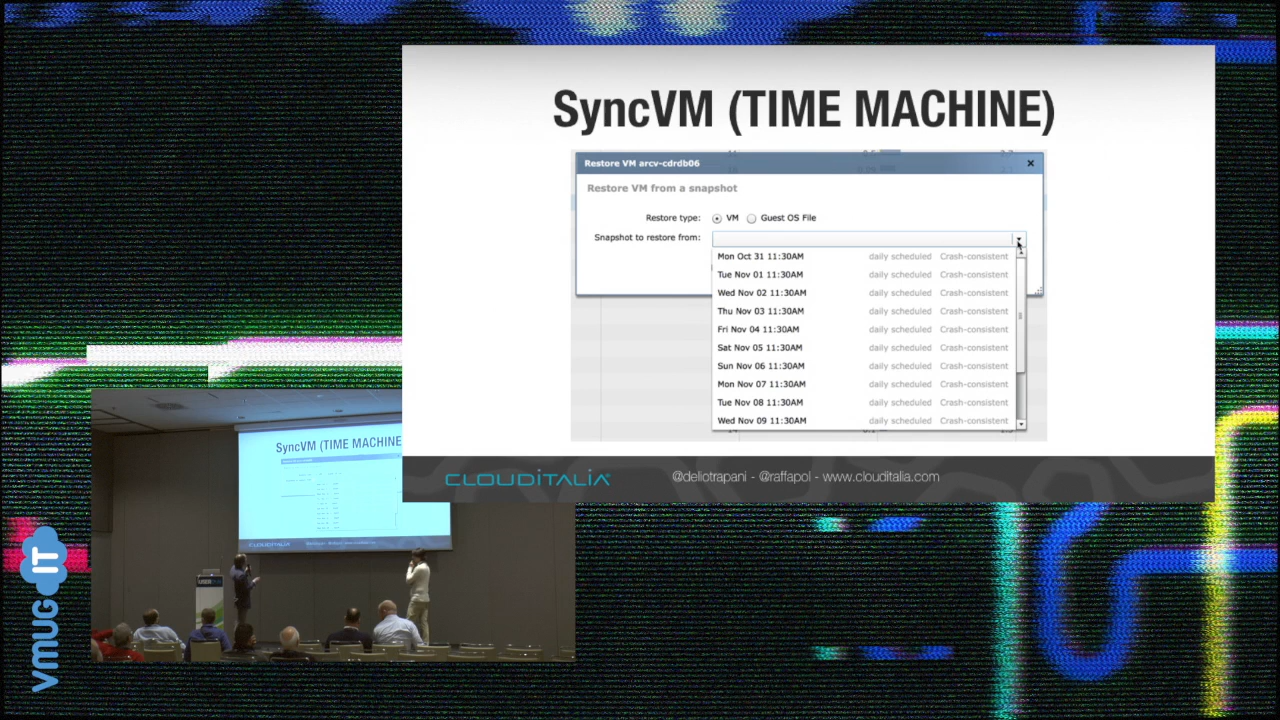 SyncVM (TIME MACHINE)
Restore VM arcv-cdrdb06
Restore VM from a snapshot
Restore type: VM Guest OS File
Snapshot to restore from:
Mon Oct 31 11:30AM daily scheduled Crash-consistent
Tue Nov 01 11:30AM daily scheduled Crash-consistent
Wed Nov 02 11:30AM daily scheduled Crash-consistent
Thu Nov 03 11:30AM daily scheduled Crash-consistent
Fri Nov 04 11:30AM daily scheduled Crash-consistent
Sat Nov 05 11:30AM daily scheduled Crash-consistent
Sun Nov 06 11:30AM daily scheduled Crash-consistent
Mon Nov 07 11:30AM daily scheduled Crash-consistent
Tue Nov 08 11:30AM daily scheduled Crash-consistent
Wed Nov 09 11:30AM daily scheduled Crash-consistent
CLOUDITALIA @deliotrapani - @raffapci - www.clouditalia.com
SyncVM (TIME MACHINE
CLOUDITALIA
USER
vmug IT